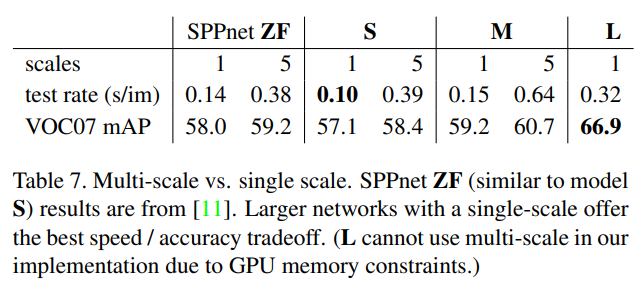 SPPnet ZF S M L
scales 1 5 1 5 1 5 1
test rate (s/im) 0.14 0.38 0.10 0.39 0.15 0.64 0.32
VOC07 mAP 58.0 59.2 57.1 58.4 59.2 60.7 66.9
Table 7. Multi-scale vs. single scale. SPPnet ZF (similar to model
S) results are from [11]. Larger networks with a single-scale offer
the best speed / accuracy tradeoff. (L cannot use multi-scale in our
implementation due to GPU memory constraints.)